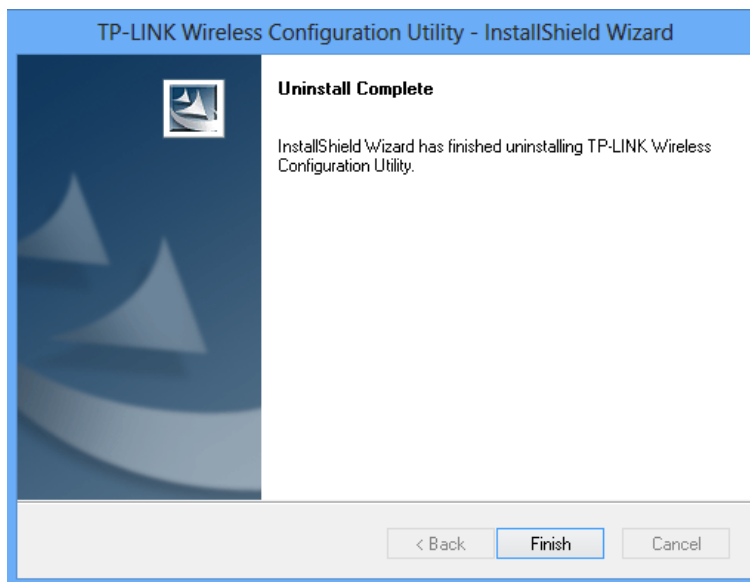 TP-LINK Wireless Configuration Utility - InstallShield Wizard
Uninstall Complete
InstallShield Wizard has finished uninstalling TP-LINK Wireless
Configuration Utility.
< Back
Finish
Cancel